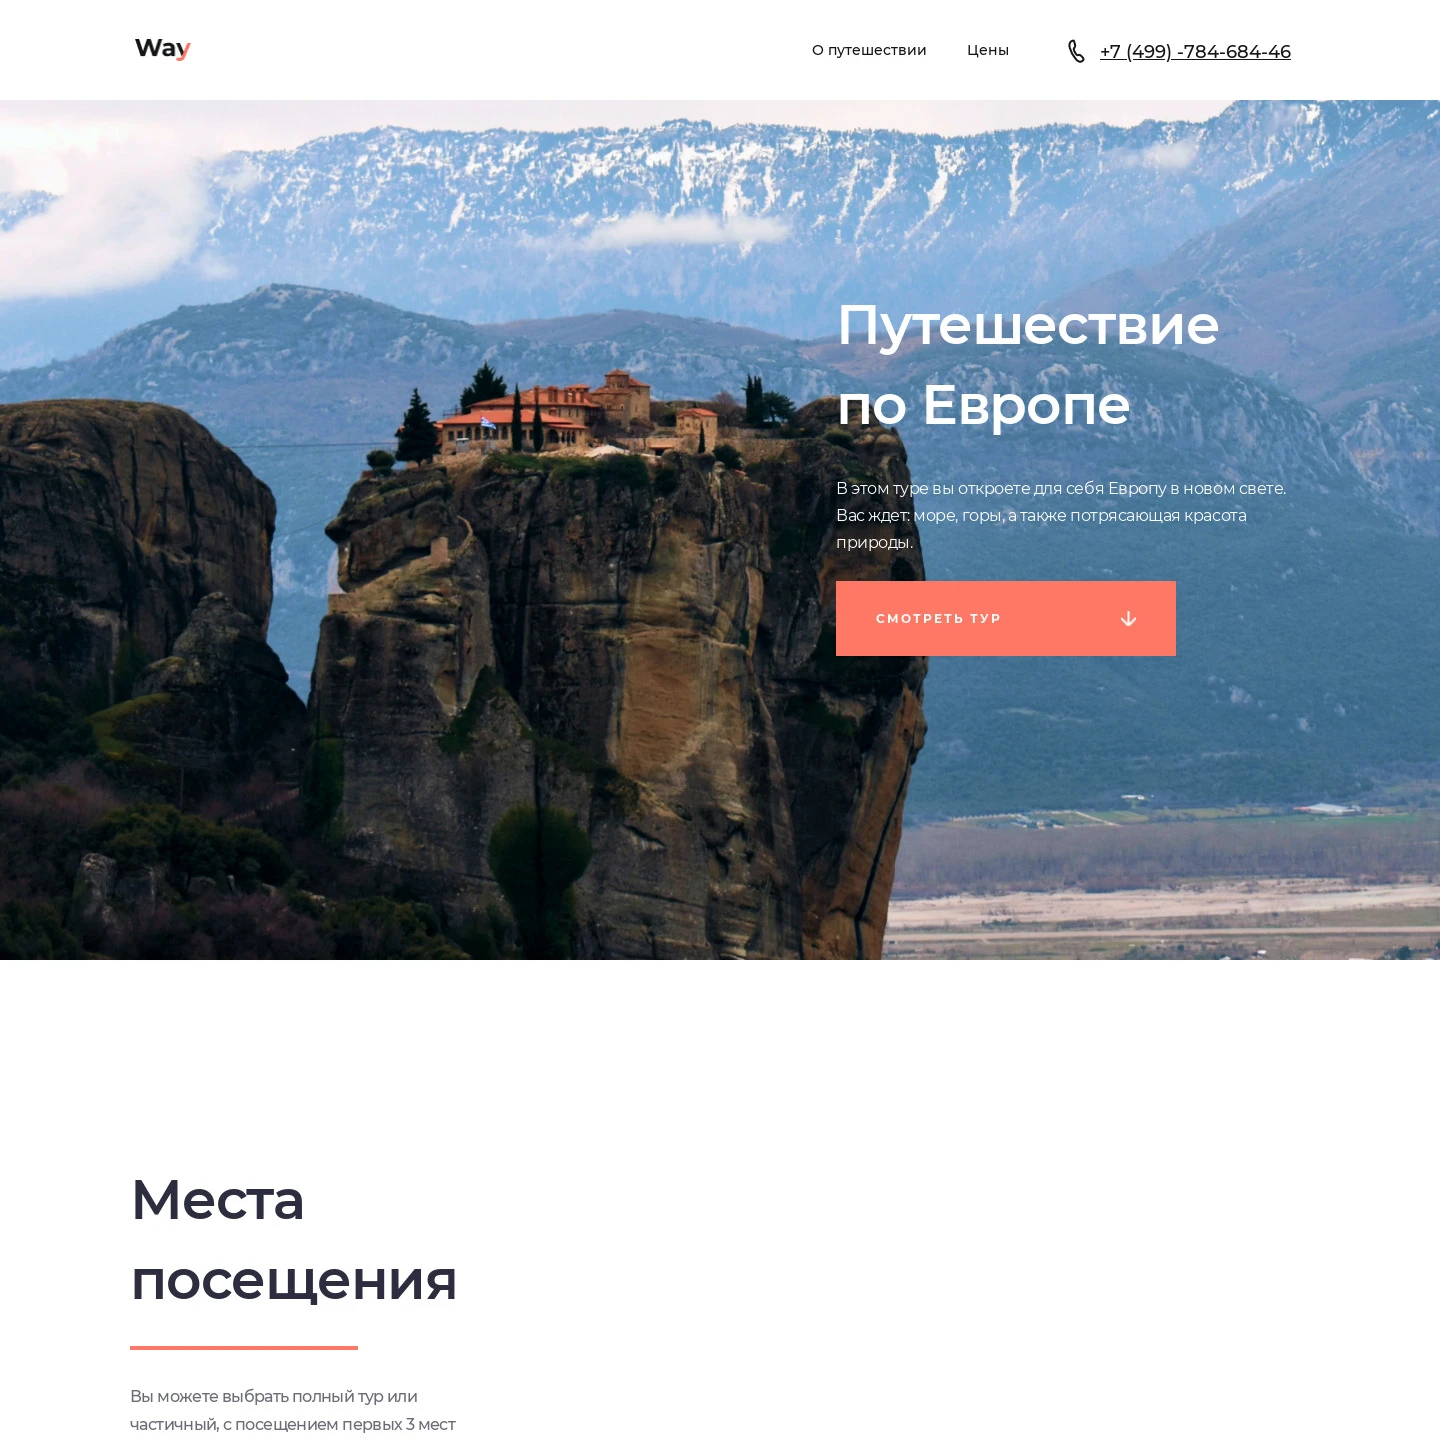 Way
О путешествии
Цены
+7 (499) -784-684-46
Путешествие
по Европе
В этом туре вы откроете для себя Европу в новом свете.
Вас ждет: море, горы, а также потрясающая красота
природы.
СМОТРЕТЬ ТУР
Места
посещения
Вы можете выбрать полный тур или
частичный, с посещением первых 3 мест